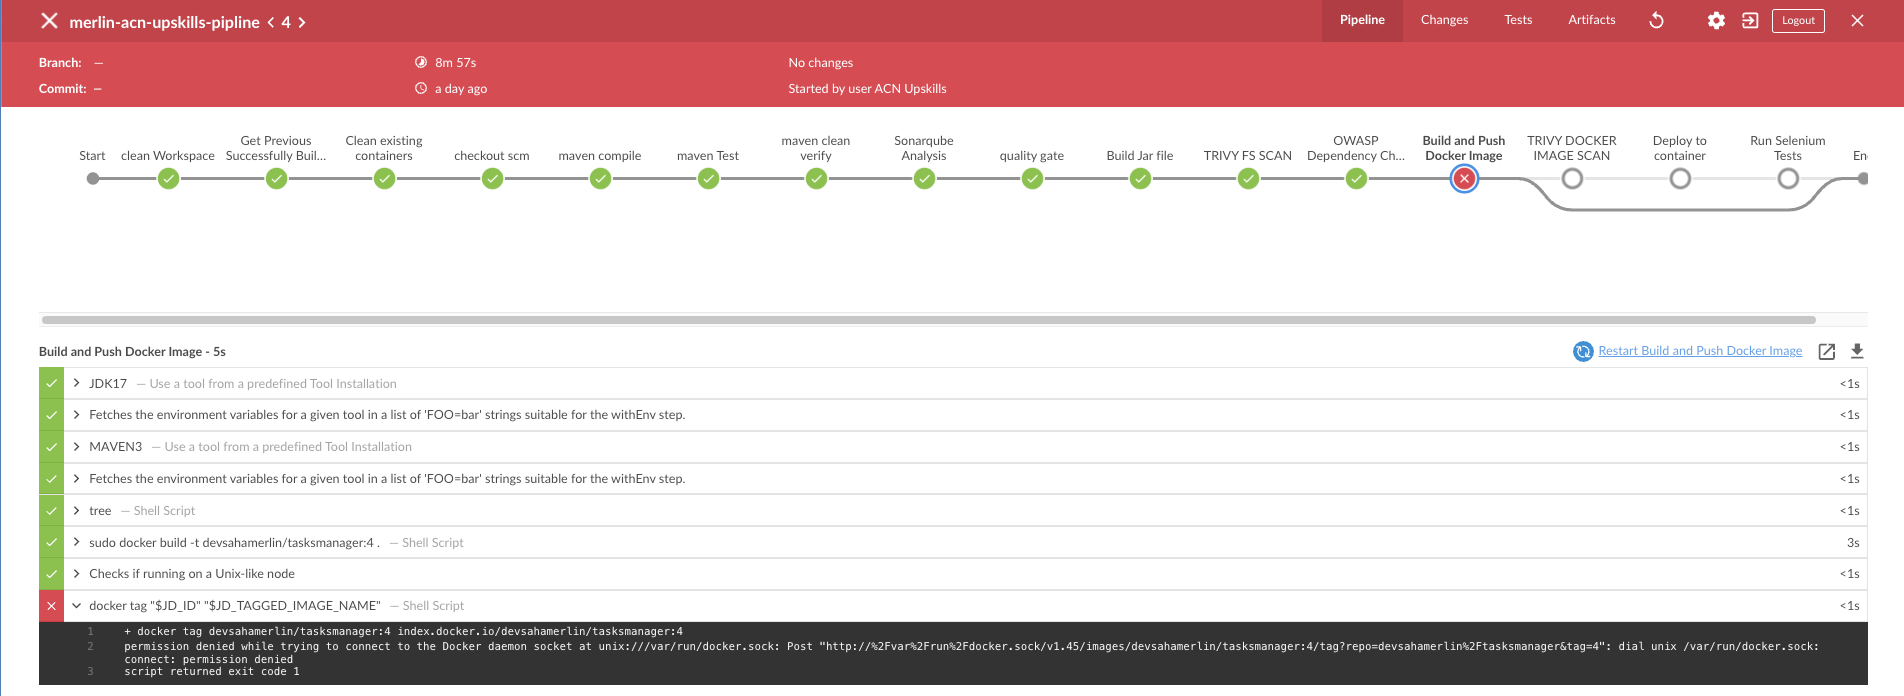 merlin-acn-upskills-pipline < 4 >
Pipeline Changes Tests Artifacts Logout
Branch: — 8m 57s No changes
Commit: — a day ago Started by user ACN Upskills
Start
clean Workspace
Get Previous
Successfully Buil...
Clean existing
containers
checkout scm
maven compile
maven Test
maven clean
verify
Sonarqube
Analysis
quality gate
Build Jar file
TRIVY FS SCAN
OWASP
Dependency Ch...
Build and Push
Docker Image
TRIVY DOCKER
IMAGE SCAN
Deploy to
container
Run Selenium
Tests
Build and Push Docker Image - 5s Restart Build and Push Docker Image
JDK17 — Use a tool from a predefined Tool Installation <1s
Fetches the environment variables for a given tool in a list of 'FOO=bar' strings suitable for the withEnv step. <1s
MAVEN3 — Use a tool from a predefined Tool Installation <1s
Fetches the environment variables for a given tool in a list of 'FOO=bar' strings suitable for the withEnv step. <1s
tree — Shell Script <1s
sudo docker build -t devsahamerlin/tasksmanager:4 . — Shell Script 3s
Checks if running on a Unix-like node <1s
docker tag "$JD_ID" "$JD_TAGGED_IMAGE_NAME" — Shell Script <1s
1 + docker tag devsahamerlin/tasksmanager:4 index.docker.io/devsahamerlin/tasksmanager:4
2 permission denied while trying to connect to the Docker daemon socket at unix:///var/run/docker.sock: Post "http://%2Fvar%2Frun%2Fdocker.sock/v1.45/images/devsahamerlin/tasksmanager:4/tag?repo=devsahamerlin%2Ftasksmanager&tag=4": dial unix /var/run/docker.sock:
connect: permission denied
3 script returned exit code 1